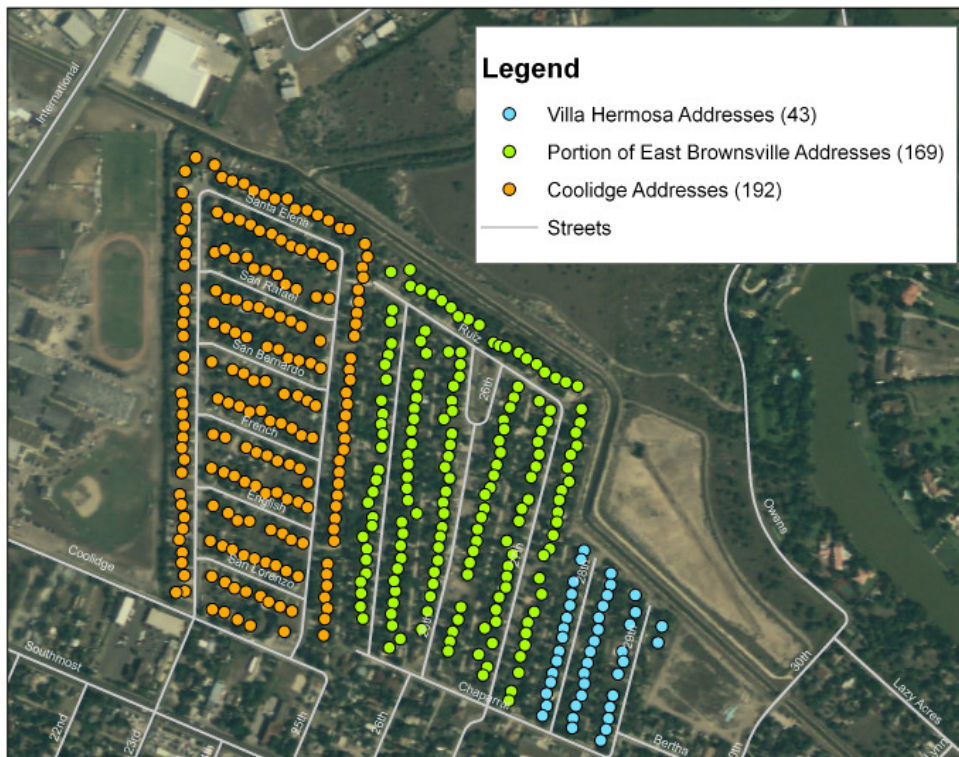 Legend
Villa Hermosa Addresses (43)
Portion of East Brownsville Addresses (169)
Coolidge Addresses (192)
Streets
International
Santa Elena
San Rafael
San Bernardo
French
English
San Lorenzo
Ruiz
26th
27th
28th
29th
Owens
Coolidge
Southmost
22nd
23rd
25th
26th
Chaparral
Bertha
30th
Lazy Acres